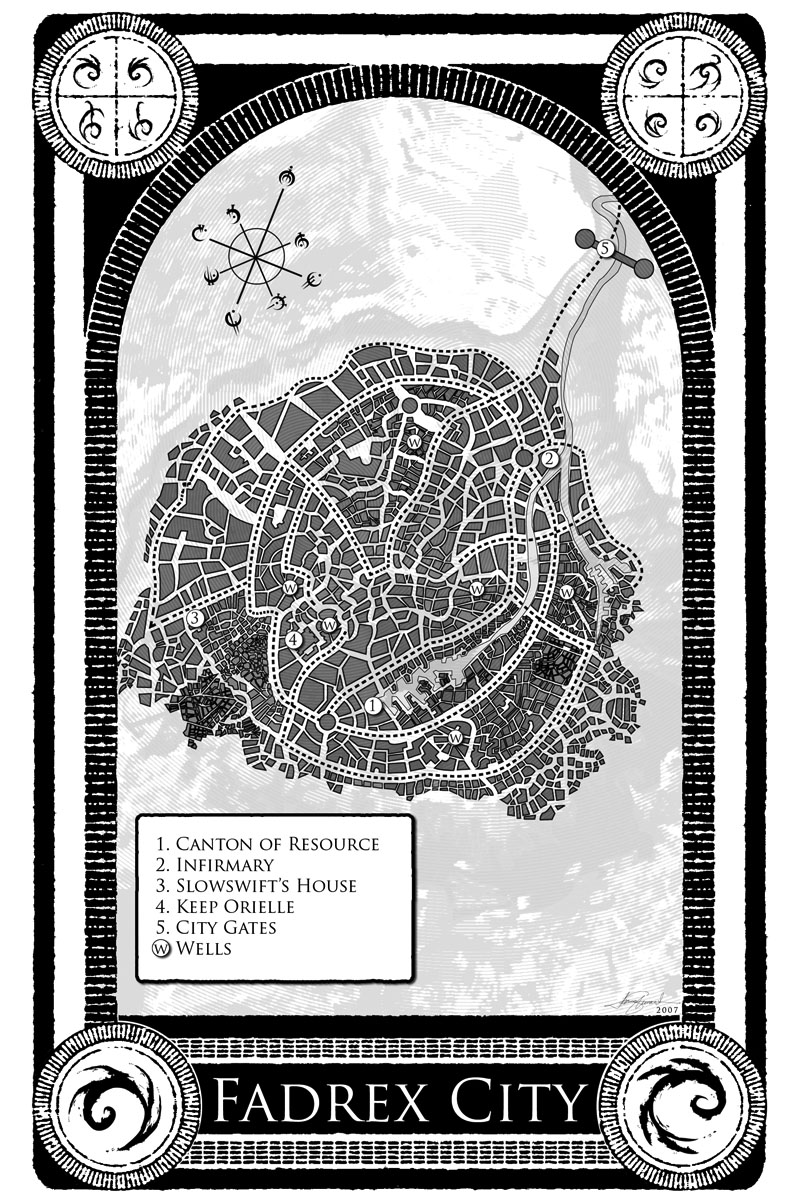 5
2
W
W
W
W
3
W
4
1
W
1. Canton of Resource
2. Infirmary
3. Slowswift's House
4. Keep Orielle
5. City Gates
W Wells
2007
Fadrex City